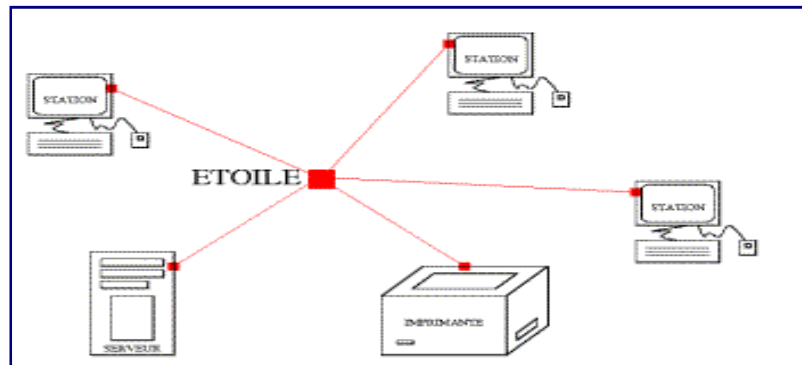 STATION
STATION
ETOILE
STATION
IMPRIMANTE
SERVEUR